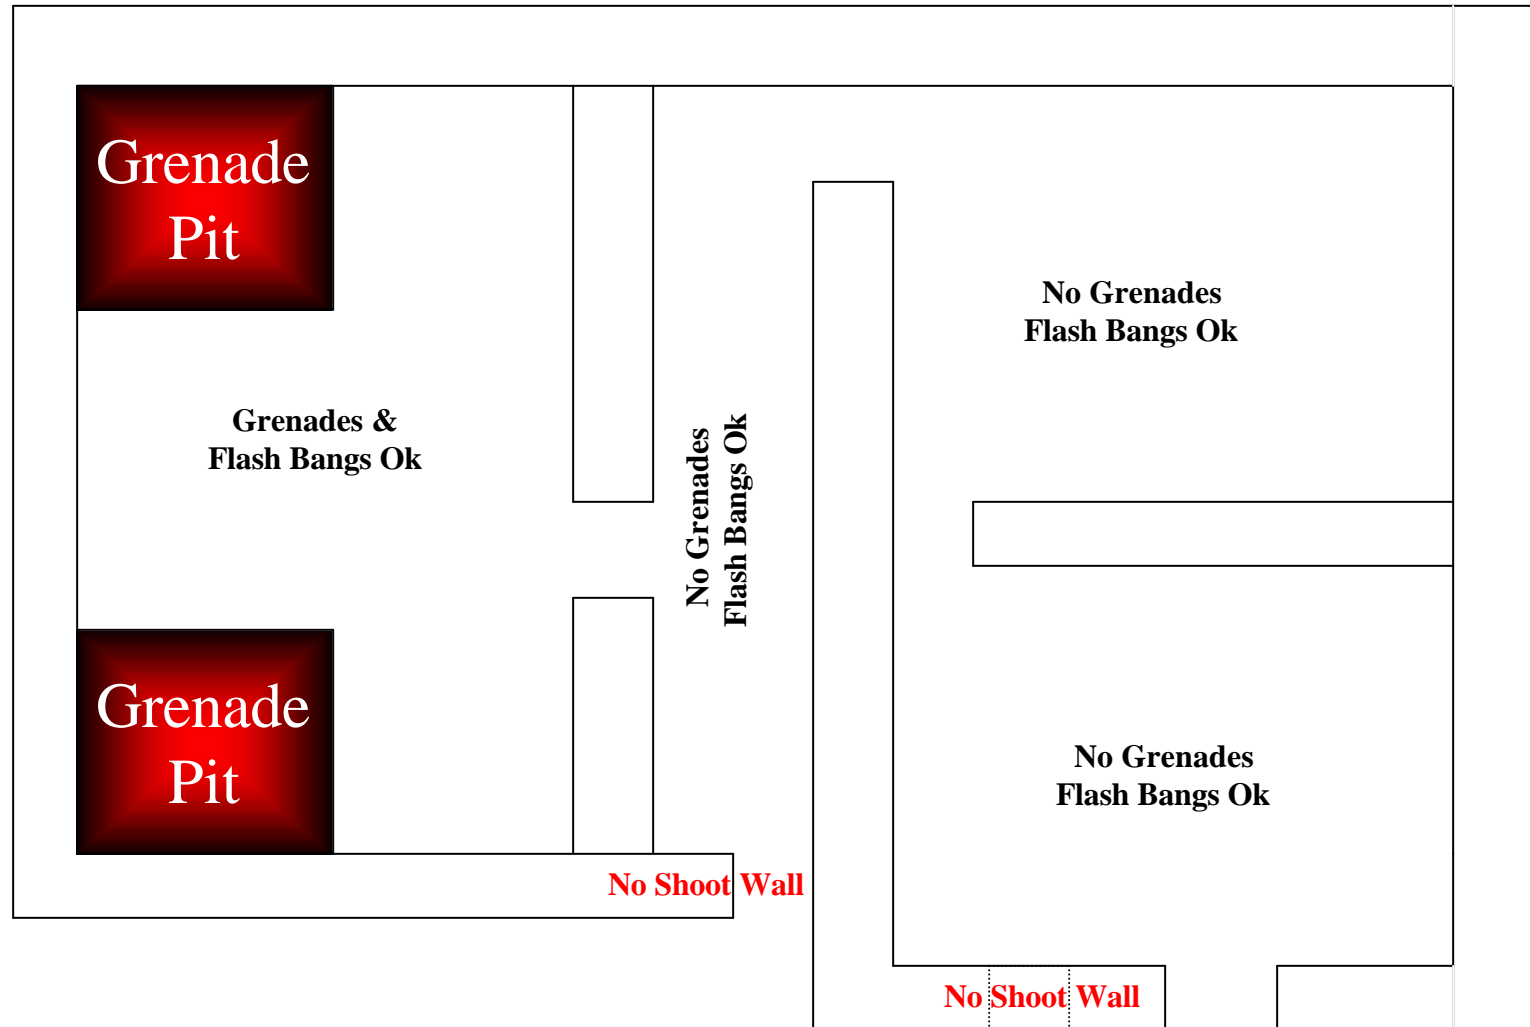 Grenade
Pit
Grenades &
Flash Bangs Ok
Grenade
Pit
No Grenades
Flash Bangs Ok
No Shoot Wall
No Grenades
Flash Bangs Ok
No Grenades
Flash Bangs Ok
No Shoot Wall